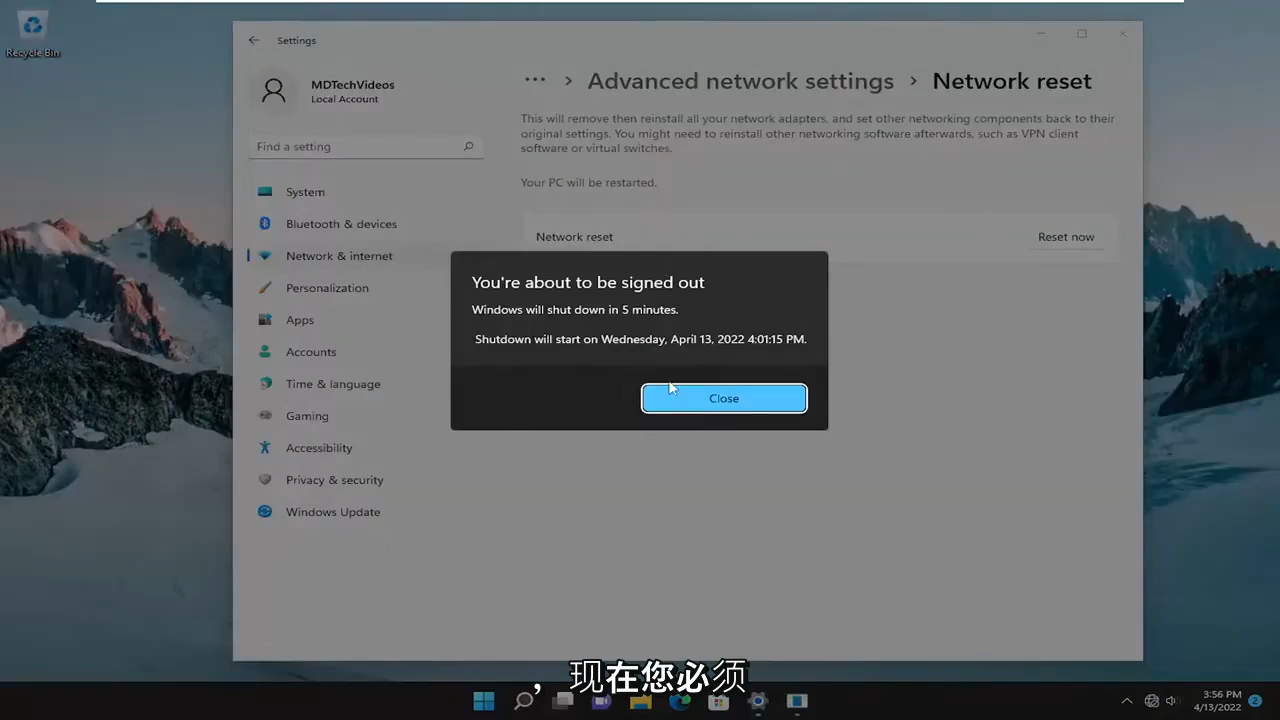 Recycle Bin
Settings
MDTechVideos
Local Account
Find a setting
System
Bluetooth & devices
Network & internet
Personalization
Apps
Accounts
Time & language
Gaming
Accessibility
Privacy & security
Windows Update
··· > Advanced network settings > Network reset
This will remove then reinstall all your network adapters, and set other networking components back to their
original settings. You might need to reinstall other networking software afterwards, such as VPN client
software or virtual switches.
Your PC will be restarted.
Network reset
Reset now
You're about to be signed out
Windows will shut down in 5 minutes.
Shutdown will start on Wednesday, April 13, 2022 4:01:15 PM.
Close
，现在您必须
3:56 PM
4/13/2022
2